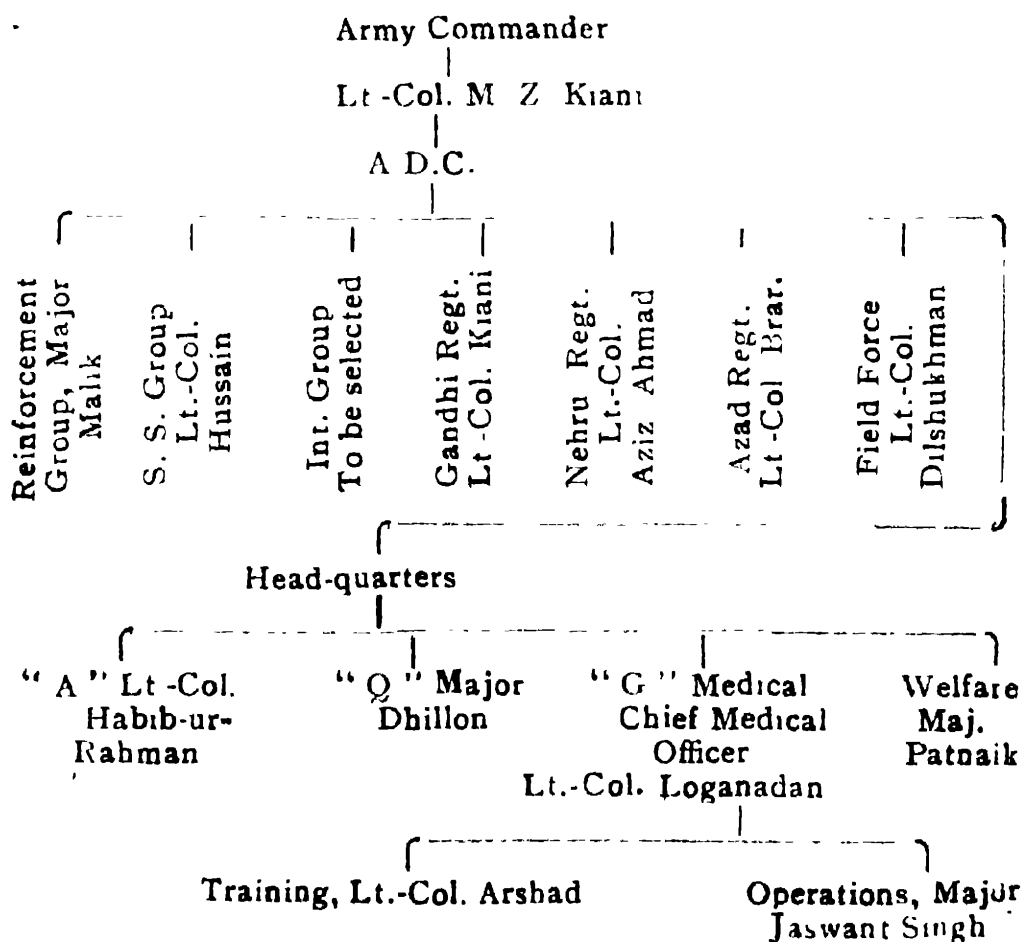 Army Commander
Lt-Col. M Z Kiani
A D.C.
Reinforcement
Group, Major
Malik
S. S. Group
Lt.-Col.
Hussain
Int. Group
To be selected
Gandhi Regt.
Lt-Col. Kiani
Nehru Regt.
Lt.-Col.
Aziz Ahmad
Azad Regt.
Lt-Col Brar.
Field Force
Lt.-Col.
Dilshukhman
Head-quarters
“ A ” Lt-Col.
Habib-ur-
Rahman
“ Q ” Major
Dhillon
“ G ” Medical
Chief Medical
Officer
Lt.-Col. Loganadan
Welfare
Maj.
Patnaik
Training, Lt.-Col. Arshad
Operations, Major
Jaswant Singh